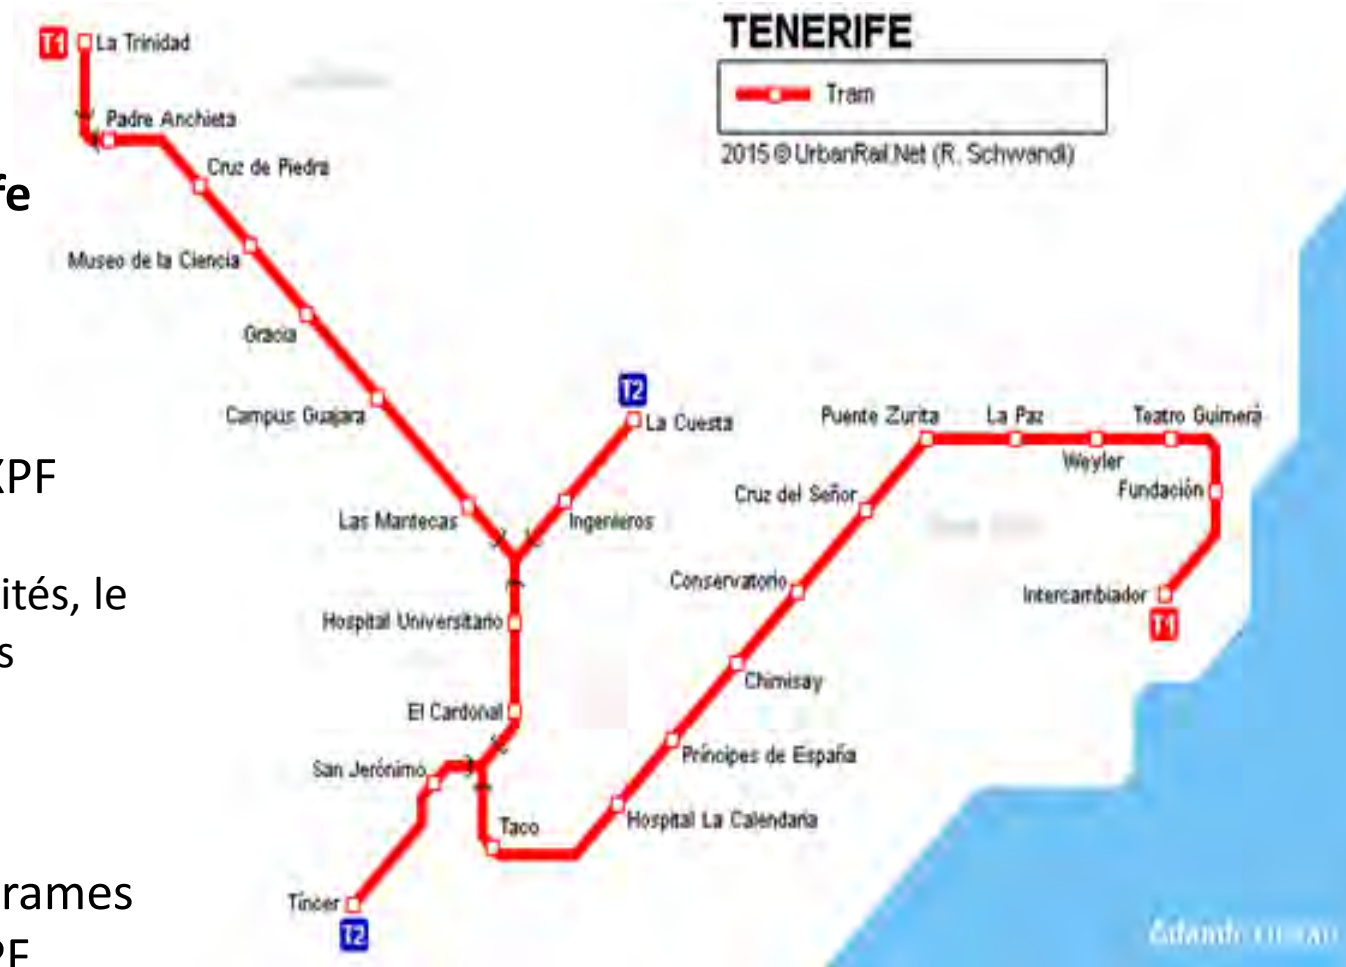 TENERIFE
Tram
2015 © UrbanRail.Net (R. Schwandl)
T1 La Trinidad
Padre Anchieta
Cruz de Piedra
fe
Museo de la Ciencia
Gracia
T2
Campus Guajara
La Cuesta
Puente Zurita
La Paz
Teatro Guimerá
Weyler
XPF
Cruz del Señor
Fundación
Las Mantecas
Ingenieros
Conservatorio
Intercambiador
ités, le
T1
Hospital Universitario
s
Chimisay
El Cardonal
Príncipes de España
San Jerónimo
Hospital La Calendaria
Taco
rames
Tíncer
T2
PF